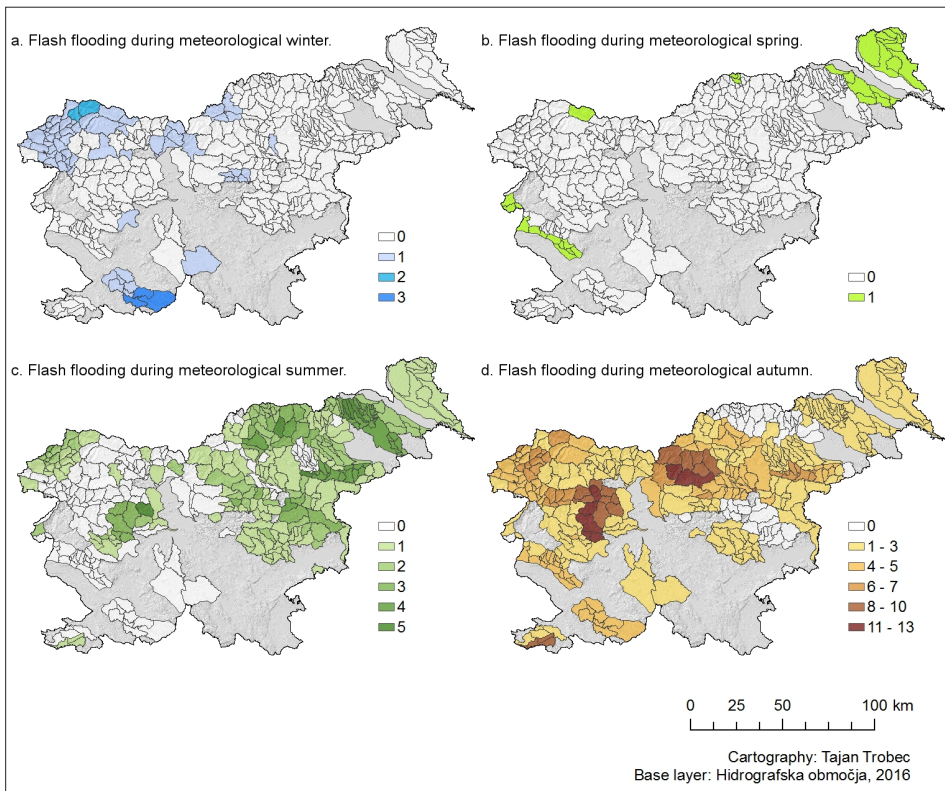 a. Flash flooding during meteorological winter.
0
1
2
3
b. Flash flooding during meteorological spring.
0
1
c. Flash flooding during meteorological summer.
0
1
2
3
4
5
d. Flash flooding during meteorological autumn.
0
1 - 3
4 - 5
6 - 7
8 - 10
11 - 13
0 25 50 100 km
Cartography: Tajan Trobec
Base layer: Hidrografska območja, 2016